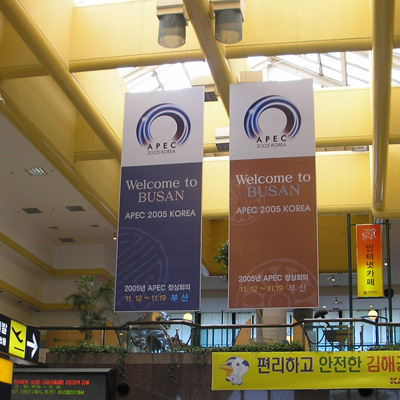 APEC
2005 KOREA
Welcome to
BUSAN
APEC 2005 KOREA
2005년 APEC 정상회의
11. 12 ~ 11.19 부산
APEC
2005 KOREA
Welcome to
BUSAN
APEC 2005 KOREA
2005년 APEC 정상회의
11. 12 ~ 11.19 부산
인터넷카페
편리하고 안전한 김해공